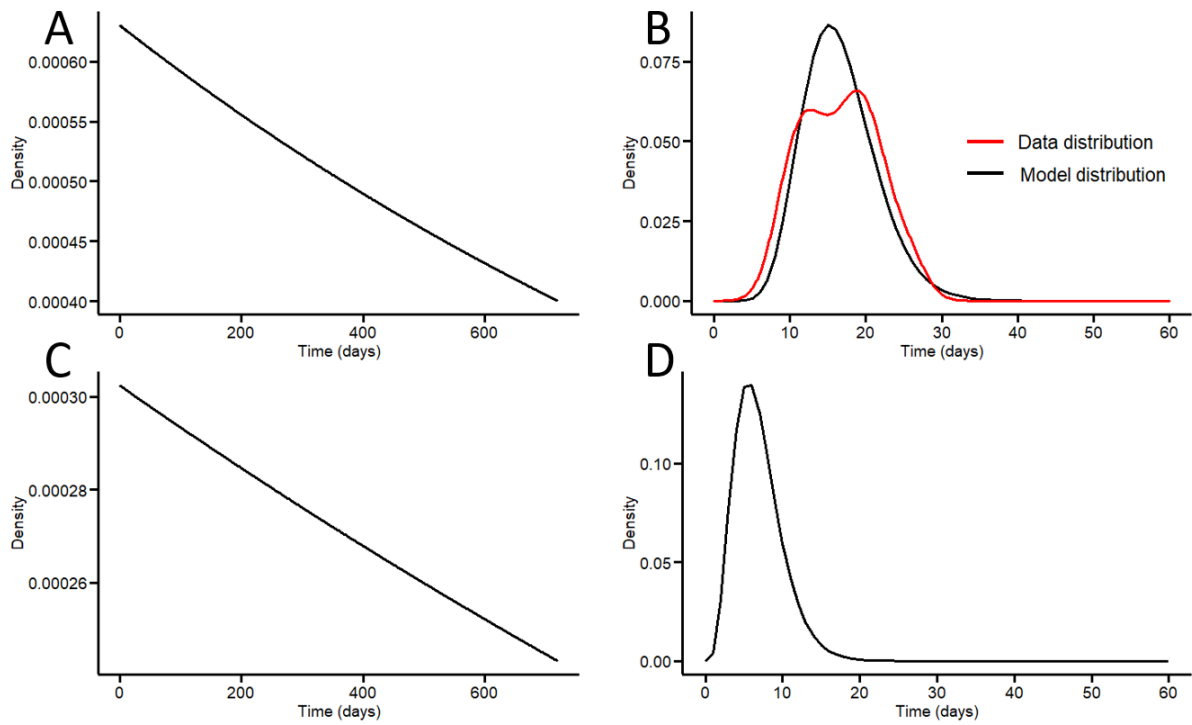 A
Density
0.00060
0.00055
0.00050
0.00045
0.00040
0
200
400
600
Time (days)
B
Density
0.075
0.050
0.025
0.000
Data distribution
Model distribution
0
10
20
30
40
50
60
Time (days)
C
Density
0.00030
0.00028
0.00026
0
200
400
600
Time (days)
D
Density
0.10
0.05
0.00
0
10
20
30
40
50
60
Time (days)